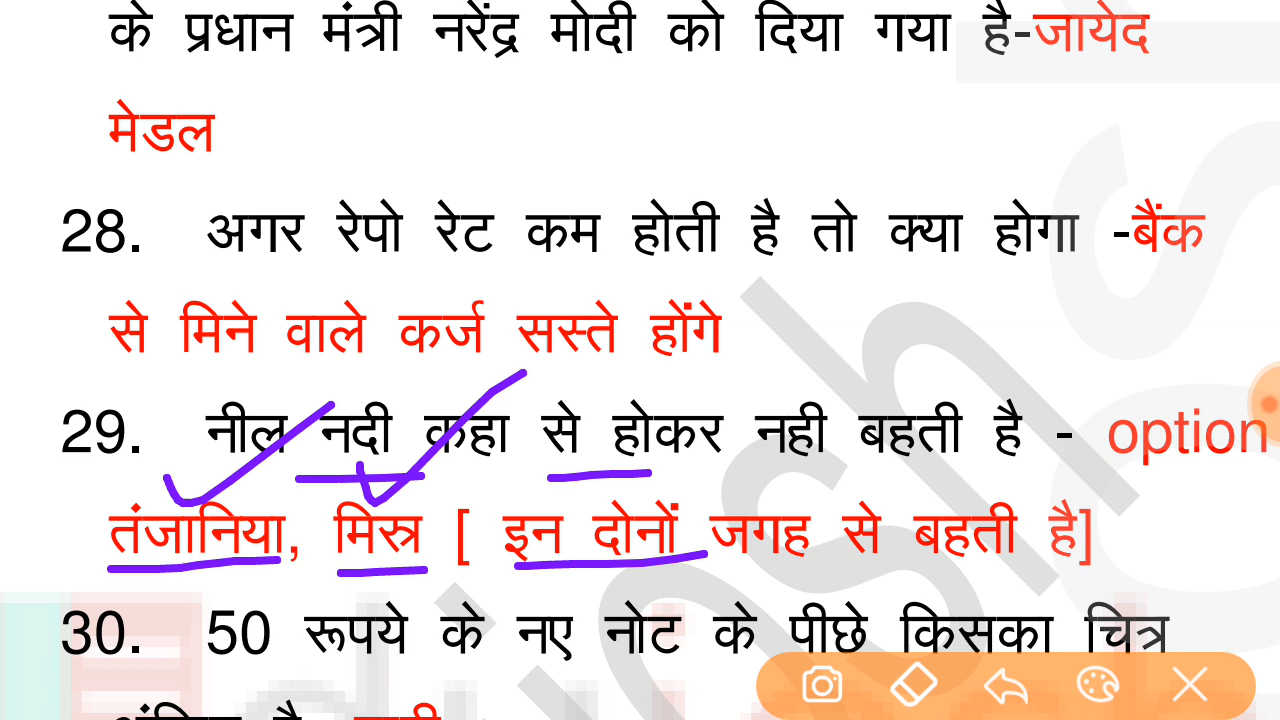 के प्रधान मंत्री नरेंद्र मोदी को दिया गया है-जायेद
मेडल
28. अगर रेपो रेट कम होती है तो क्या होगा -बैंक
से मिने वाले कर्ज सस्ते होंगे
29. नील नदी कहा से होकर नही बहती है - option
तंजानिया, मिस्र [ इन दोनों जगह से बहती है]
30. 50 रूपये के नए नोट के पीछे किसका चित्र